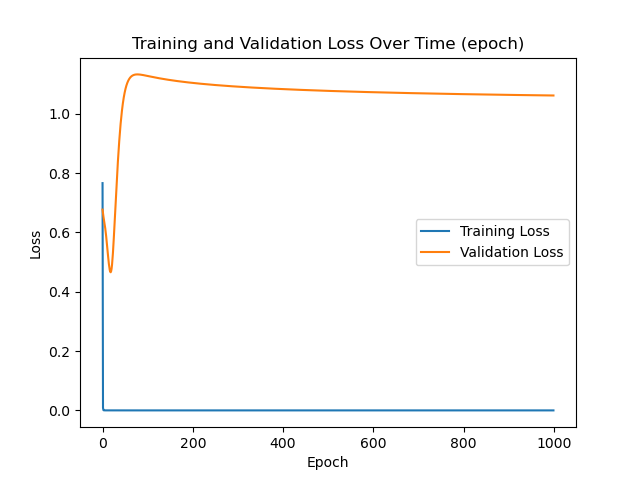 Training and Validation Loss Over Time (epoch)
1.0
0.8
0.6
0.4
0.2
0.0
Loss
Training Loss
Validation Loss
0 200 400 600 800 1000
Epoch